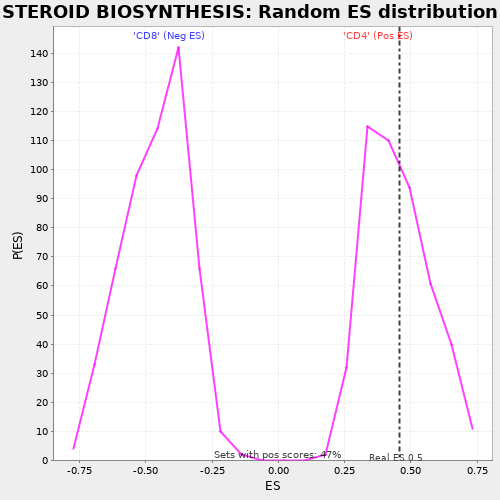 STEROID BIOSYNTHESIS: Random ES distribution
'CD8' (Neg ES) 'CD4' (Pos ES)
140
130
120
110
100
90
80
70
60
50
40
30
20
10
0
P(ES)
Sets with pos scores: 47%
Real ES 0.5
-0.75 -0.50 -0.25 0.00 0.25 0.50 0.75
ES